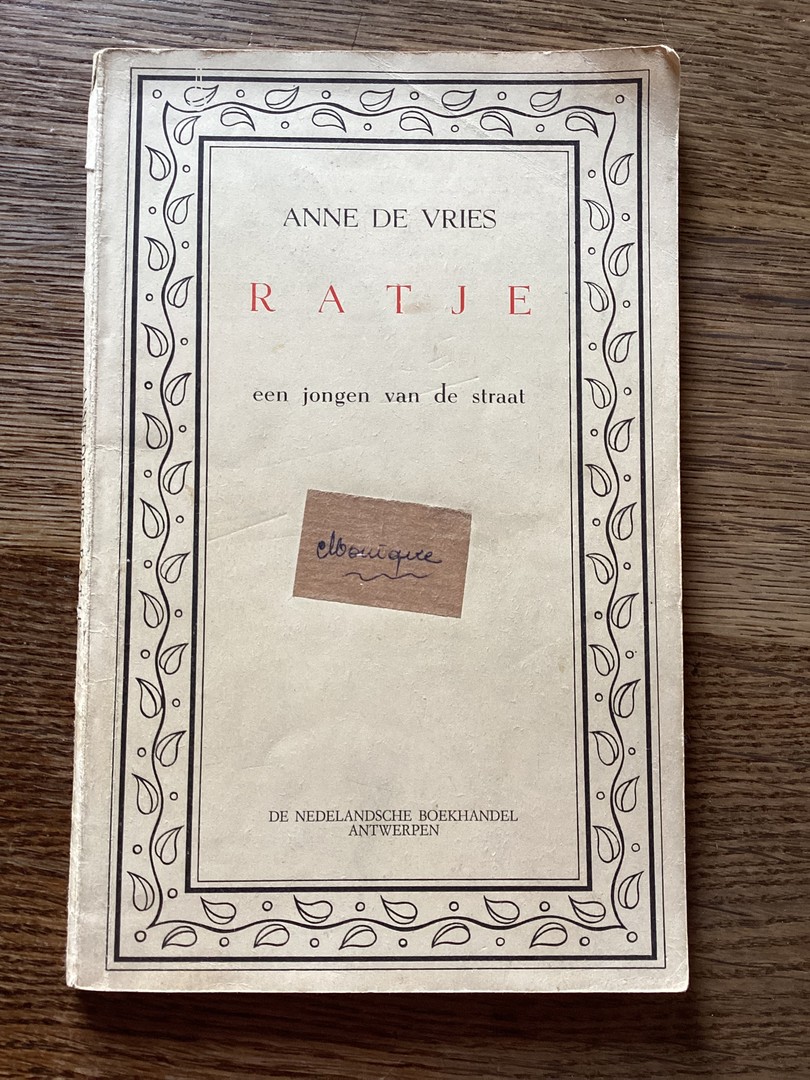 ANNE DE VRIES
RATJE
een jongen van de straat
Monique
DE NEDELANDSCHE BOEKHANDEL
ANTWERPEN